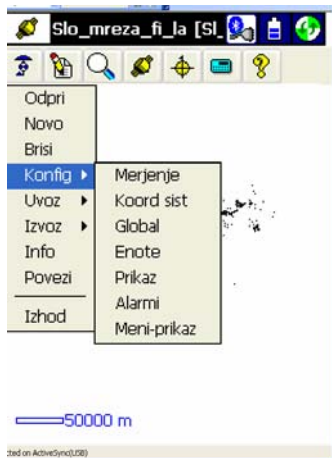 Slo_mreza_fi_la [SL_
Odpri
Novo
Brisi
Konfig
Uvoz
Izvoz
Info
Povezi
Izhod
Merjenje
Koord sist
Global
Enote
Prikaz
Alarmi
Meni-prikaz
50000 m
cted on ActiveSync(USB)